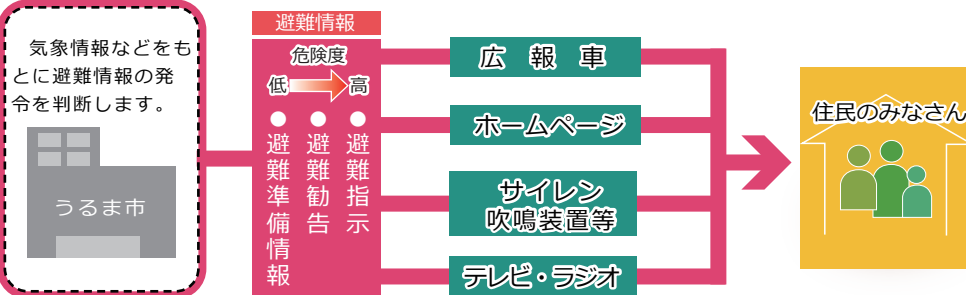 気象情報などをも
とに避難情報の発
令を判断します。
うるま市
避難情報
危険度
低 高
●避難準備情報
●避難勧告
●避難指示
広 報 車
ホームページ
サイレン
吹鳴装置等
テレビ・ラジオ
住民のみなさん